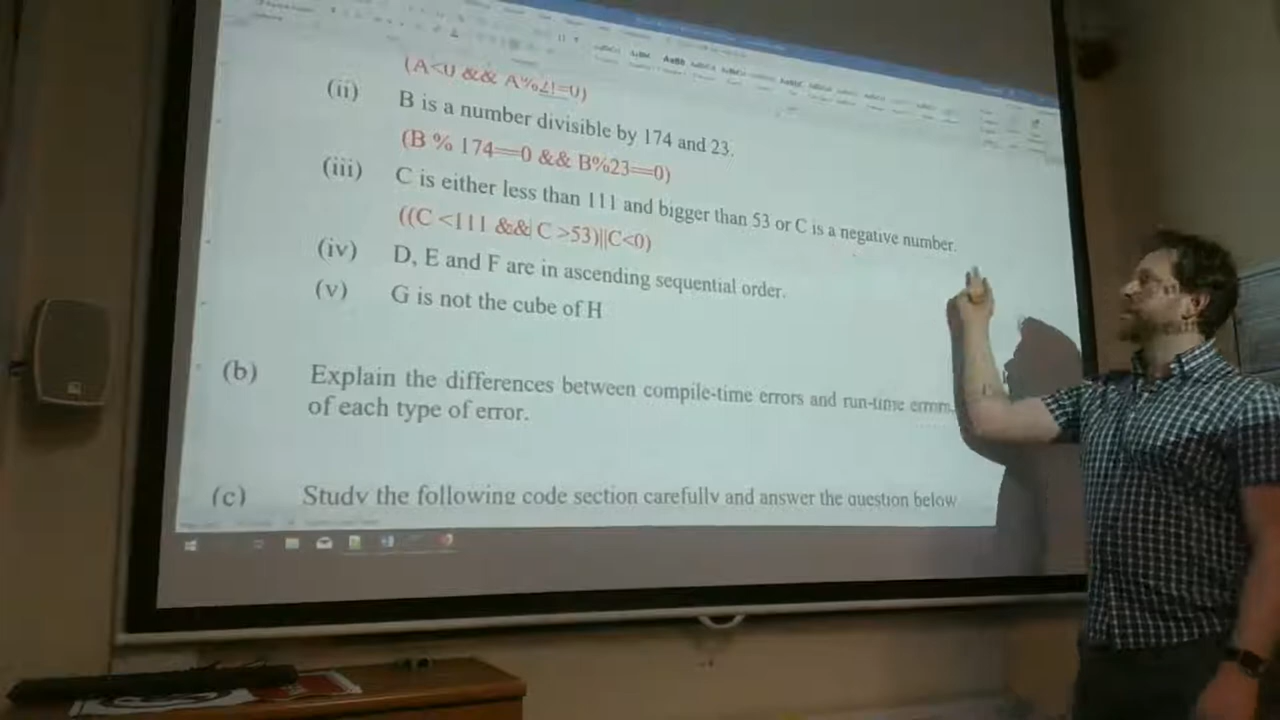 (A<0 && A%2!=0)
(ii) B is a number divisible by 174 and 23.
(B % 174==0 && B%23==0)
(iii) C is either less than 111 and bigger than 53 or C is a negative number.
((C <111 && C >53)||C<0)
(iv) D, E and F are in ascending sequential order.
(v) G is not the cube of H
(b) Explain the differences between compile-time errors and run-time
of each type of error.
(c) Study the following code section carefully and answer the question below